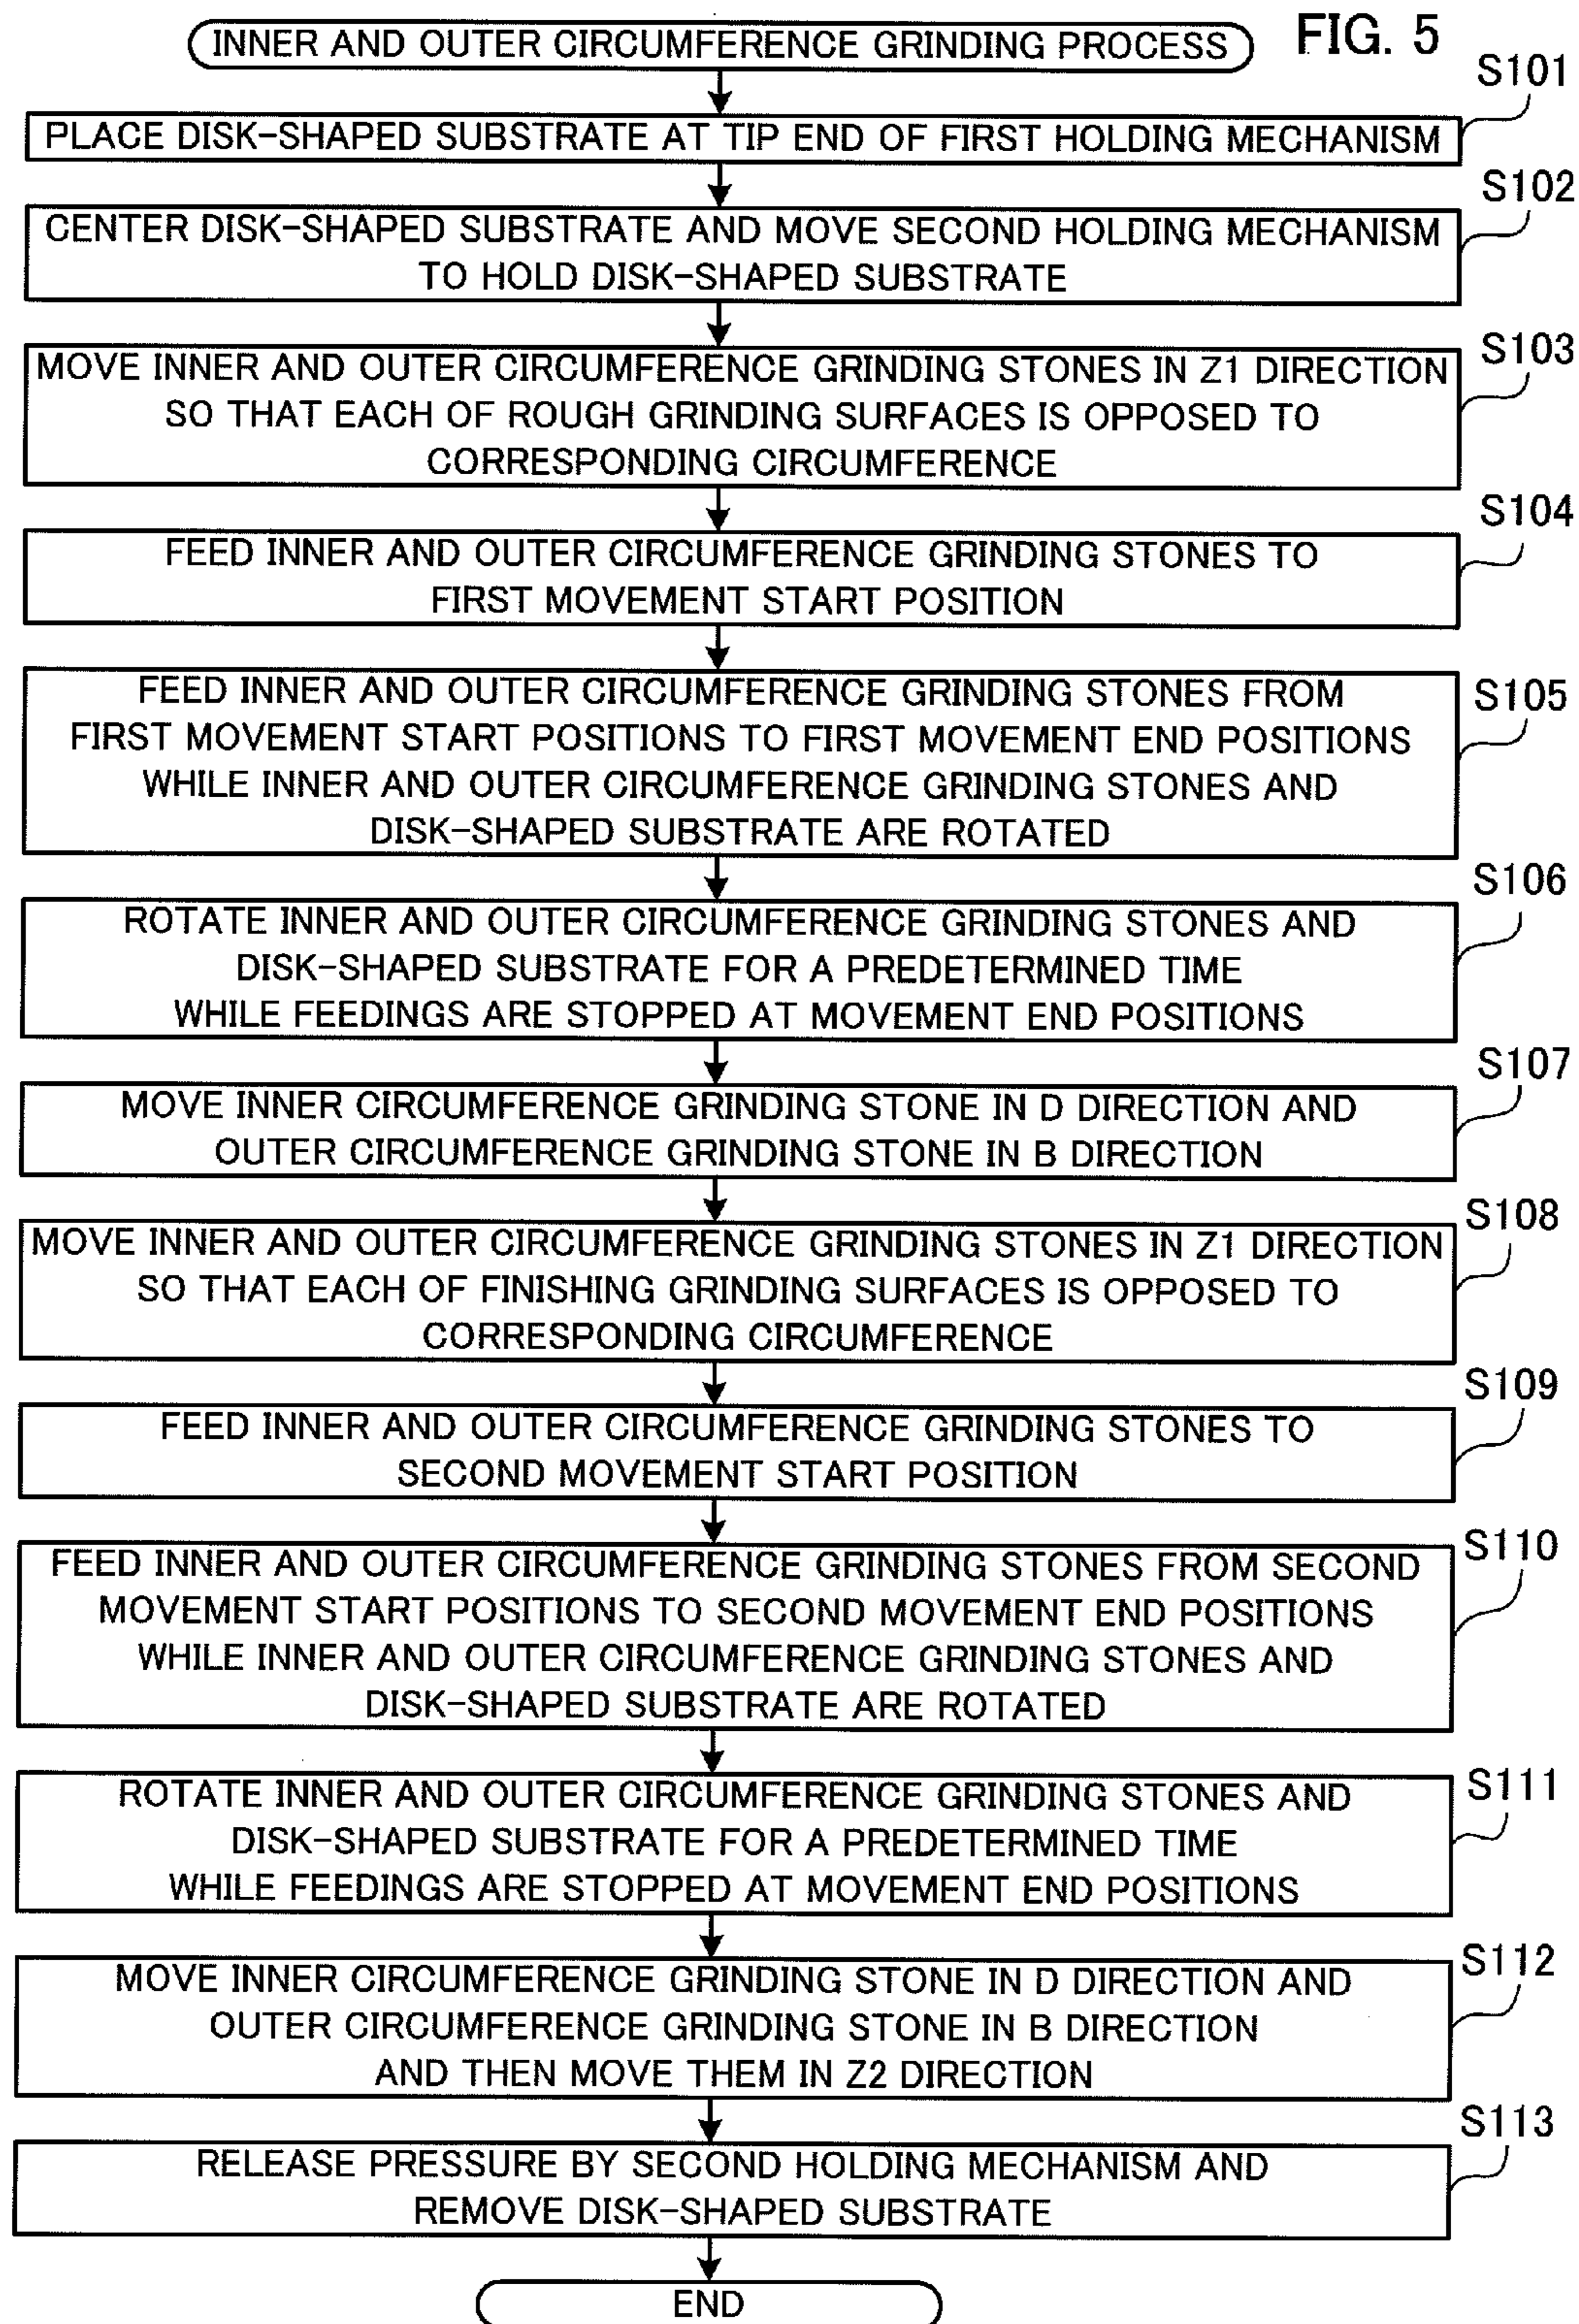 FIG. 5
INNER AND OUTER CIRCUMFERENCE GRINDING PROCESS
S101
PLACE DISK-SHAPED SUBSTRATE AT TIP END OF FIRST HOLDING MECHANISM
S102
CENTER DISK-SHAPED SUBSTRATE AND MOVE SECOND HOLDING MECHANISM
TO HOLD DISK-SHAPED SUBSTRATE
S103
MOVE INNER AND OUTER CIRCUMFERENCE GRINDING STONES IN Z1 DIRECTION
SO THAT EACH OF ROUGH GRINDING SURFACES IS OPPOSED TO
CORRESPONDING CIRCUMFERENCE
S104
FEED INNER AND OUTER CIRCUMFERENCE GRINDING STONES TO
FIRST MOVEMENT START POSITION
S105
FEED INNER AND OUTER CIRCUMFERENCE GRINDING STONES FROM
FIRST MOVEMENT START POSITIONS TO FIRST MOVEMENT END POSITIONS
WHILE INNER AND OUTER CIRCUMFERENCE GRINDING STONES AND
DISK-SHAPED SUBSTRATE ARE ROTATED
S106
ROTATE INNER AND OUTER CIRCUMFERENCE GRINDING STONES AND
DISK-SHAPED SUBSTRATE FOR A PREDETERMINED TIME
WHILE FEEDINGS ARE STOPPED AT MOVEMENT END POSITIONS
S107
MOVE INNER CIRCUMFERENCE GRINDING STONE IN D DIRECTION AND
OUTER CIRCUMFERENCE GRINDING STONE IN B DIRECTION
S108
MOVE INNER AND OUTER CIRCUMFERENCE GRINDING STONES IN Z1 DIRECTION
SO THAT EACH OF FINISHING GRINDING SURFACES IS OPPOSED TO
CORRESPONDING CIRCUMFERENCE
S109
FEED INNER AND OUTER CIRCUMFERENCE GRINDING STONES TO
SECOND MOVEMENT START POSITION
S110
FEED INNER AND OUTER CIRCUMFERENCE GRINDING STONES FROM SECOND
MOVEMENT START POSITIONS TO SECOND MOVEMENT END POSITIONS
WHILE INNER AND OUTER CIRCUMFERENCE GRINDING STONES AND
DISK-SHAPED SUBSTRATE ARE ROTATED
S111
ROTATE INNER AND OUTER CIRCUMFERENCE GRINDING STONES AND
DISK-SHAPED SUBSTRATE FOR A PREDETERMINED TIME
WHILE FEEDINGS ARE STOPPED AT MOVEMENT END POSITIONS
S112
MOVE INNER CIRCUMFERENCE GRINDING STONE IN D DIRECTION AND
OUTER CIRCUMFERENCE GRINDING STONE IN B DIRECTION
AND THEN MOVE THEM IN Z2 DIRECTION
S113
RELEASE PRESSURE BY SECOND HOLDING MECHANISM AND
REMOVE DISK-SHAPED SUBSTRATE
END